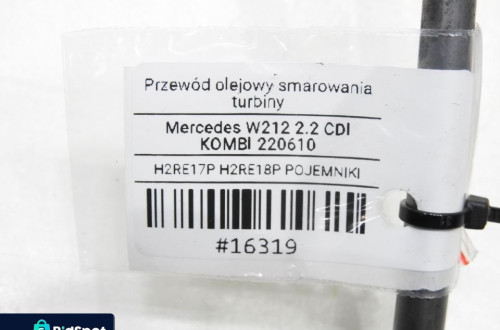 Przewód olejowy smarowania
turbiny
Mercedes W212 2.2 CDI
KOMBI 220610
H2RE17P H2RE18P POJEMNIKI
#16319